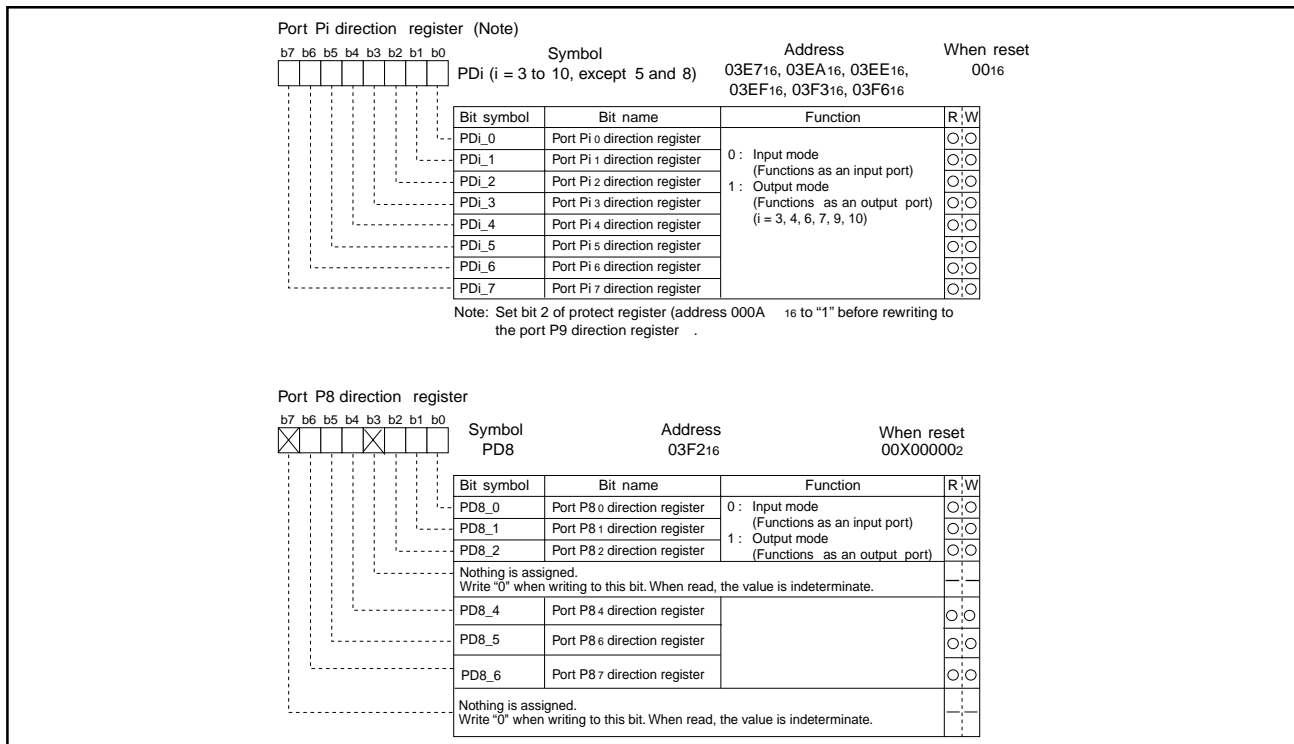 Port Pi direction register (Note)
b7 b6 b5 b4 b3 b2 b1 b0
Symbol Address When reset
PDi (i = 3 to 10, except 5 and 8) 03E716, 03EA16, 03EE16, 0016
03EF16, 03F316, 03F616
Bit symbol Bit name Function R W
PDi_0 Port Pi 0 direction register
PDi_1 Port Pi 1 direction register
PDi_2 Port Pi 2 direction register
PDi_3 Port Pi 3 direction register
PDi_4 Port Pi 4 direction register
PDi_5 Port Pi 5 direction register
PDi_6 Port Pi 6 direction register
PDi_7 Port Pi 7 direction register
0 : Input mode
(Functions as an input port)
1 : Output mode
(Functions as an output port)
(i = 3, 4, 6, 7, 9, 10)
Note: Set bit 2 of protect register (address 000A 16 to “1” before rewriting to
the port P9 direction register .
Port P8 direction register
b7 b6 b5 b4 b3 b2 b1 b0
Symbol Address When reset
PD8 03F216 00X000002
Bit symbol Bit name Function R W
PD8_0 Port P8 0 direction register
PD8_1 Port P8 1 direction register
PD8_2 Port P8 2 direction register
0 : Input mode
(Functions as an input port)
1 : Output mode
(Functions as an output port)
Nothing is assigned.
Write “0” when writing to this bit. When read, the value is indeterminate.
PD8_4 Port P8 4 direction register
PD8_5 Port P8 6 direction register
PD8_6 Port P8 7 direction register
Nothing is assigned.
Write “0” when writing to this bit. When read, the value is indeterminate.